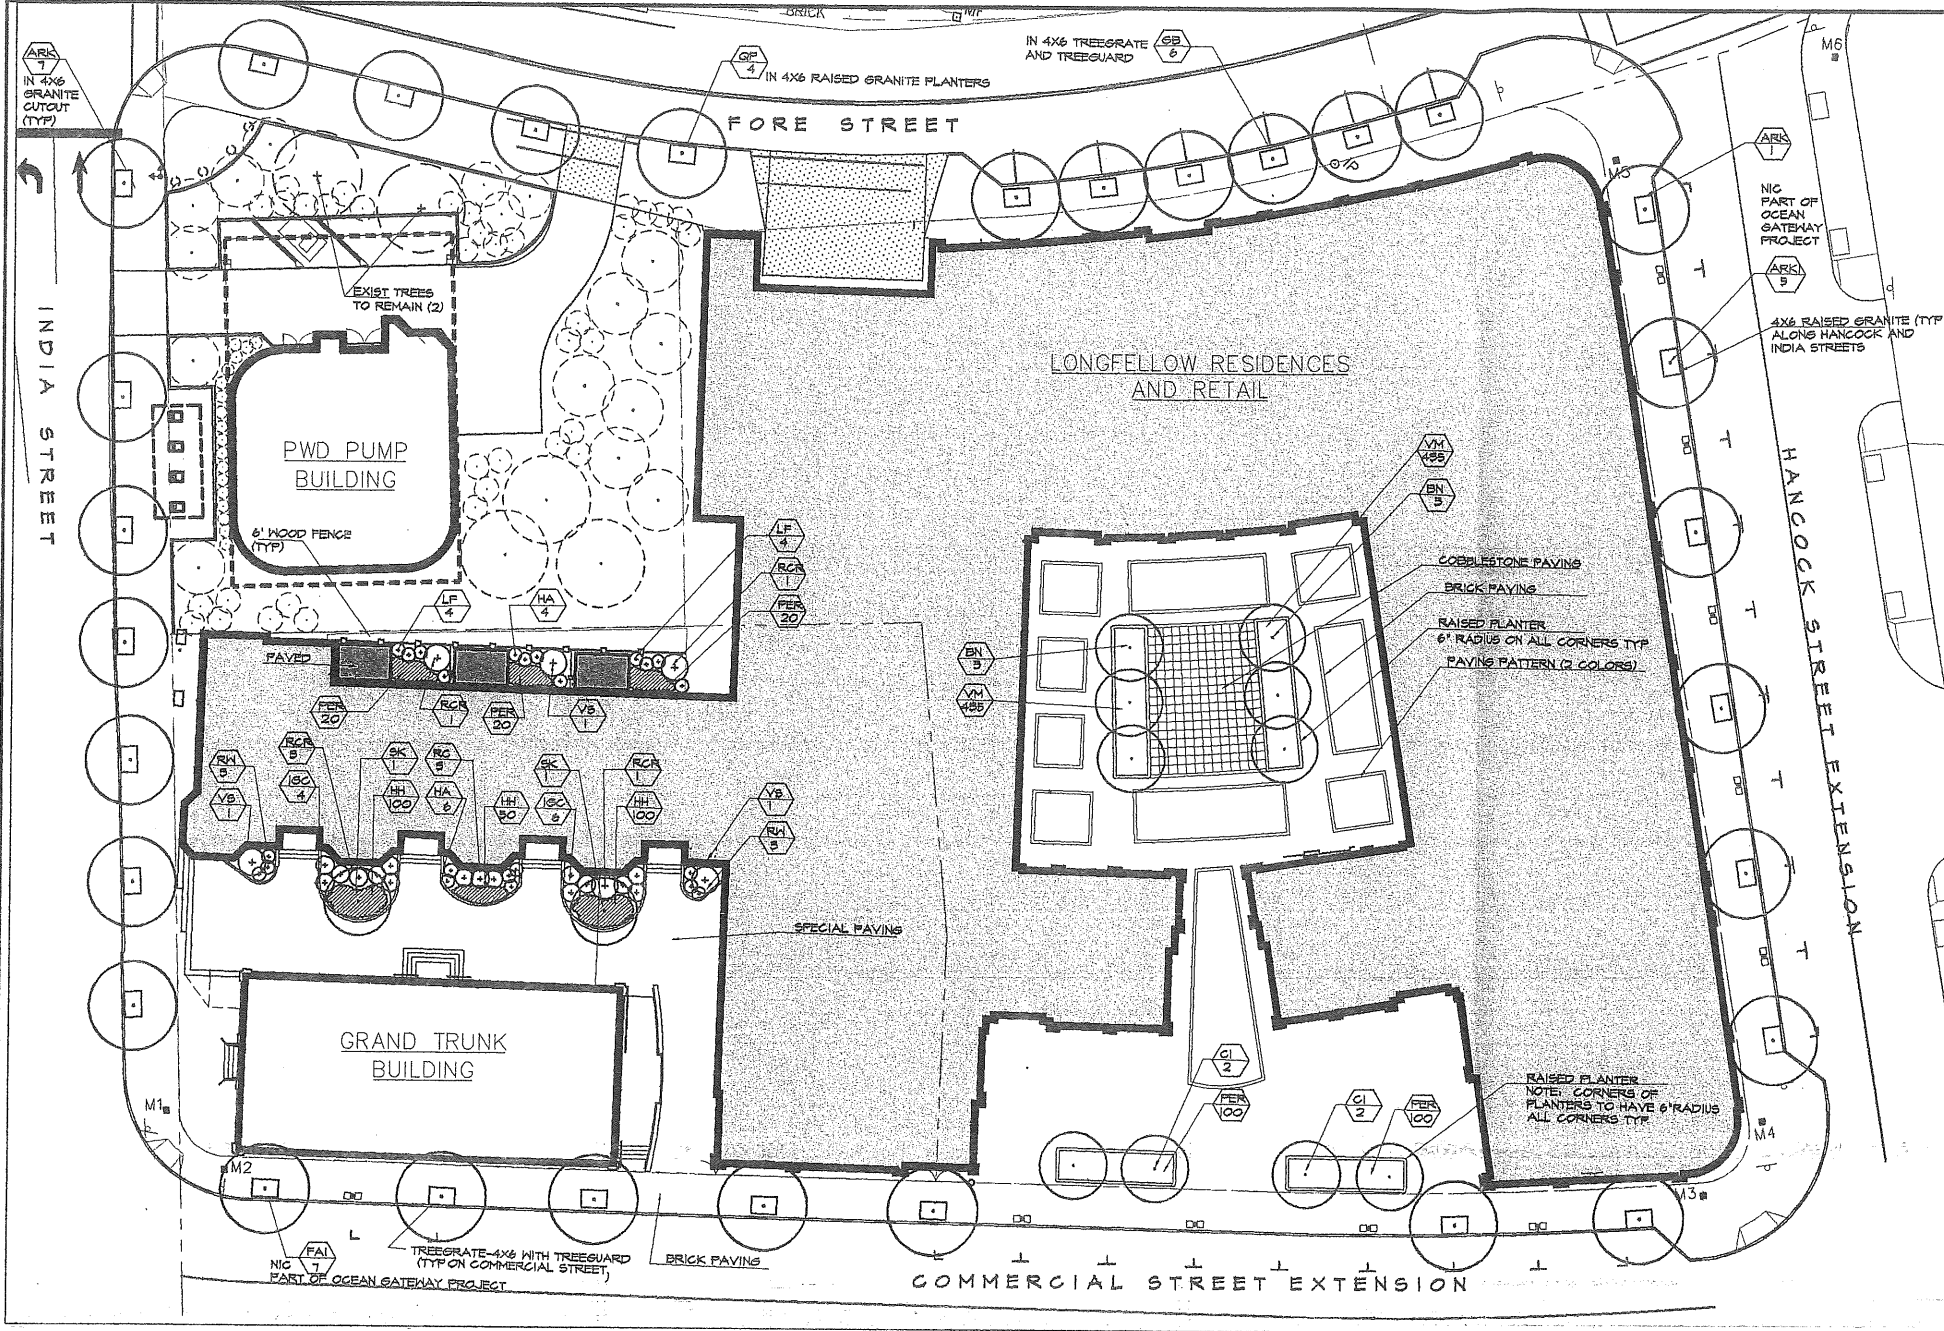 BRICK
ARK
7
IN 4X6
GRANITE
CUTOUT
(TYP)
GP
4
IN 4X6 RAISED GRANITE PLANTERS
IN 4X6 TREEGRATE
AND TREEGUARD
GB
6
M6
FORE STREET
ARK
1
M5
NIC
PART OF
OCEAN
GATEWAY
PROJECT
ARK
5
4X6 RAISED GRANITE (TYP
ALONG HANCOCK AND
INDIA STREETS
EXIST TREES
TO REMAIN (2)
INDIA STREET
LONGFELLOW RESIDENCES
AND RETAIL
PWD PUMP
BUILDING
HANCOCK STREET EXTENSION
VM
455
BN
3
6' WOOD FENCE
(TYP)
LF
4
RCR
1
PER
20
LF
4
HA
4
COBBLESTONE PAVING
BRICK PAVING
RAISED PLANTER
6" RADIUS ON ALL CORNERS TYP
PAVING PATTERN (2 COLORS)
PAVED
BN
3
VM
455
PER
20
RCR
1
PER
20
VS
1
RW
3
VS
1
RCR
5
IGC
4
SK
1
HH
100
RC
5
HA
6
HH
50
SK
1
IGC
6
RCR
1
HH
100
VS
1
RW
3
SPECIAL PAVING
GRAND TRUNK
BUILDING
CI
2
PER
100
CI
2
PER
100
RAISED PLANTER
NOTE: CORNERS OF
PLANTERS TO HAVE 6"RADIUS
ALL CORNERS TYP
M1
M2
M4
M3
NIC
FAI
7
PART OF OCEAN GATEWAY PROJECT
TREEGRATE-4X6 WITH TREEGUARD
(TYP ON COMMERCIAL STREET)
BRICK PAVING
COMMERCIAL STREET EXTENSION